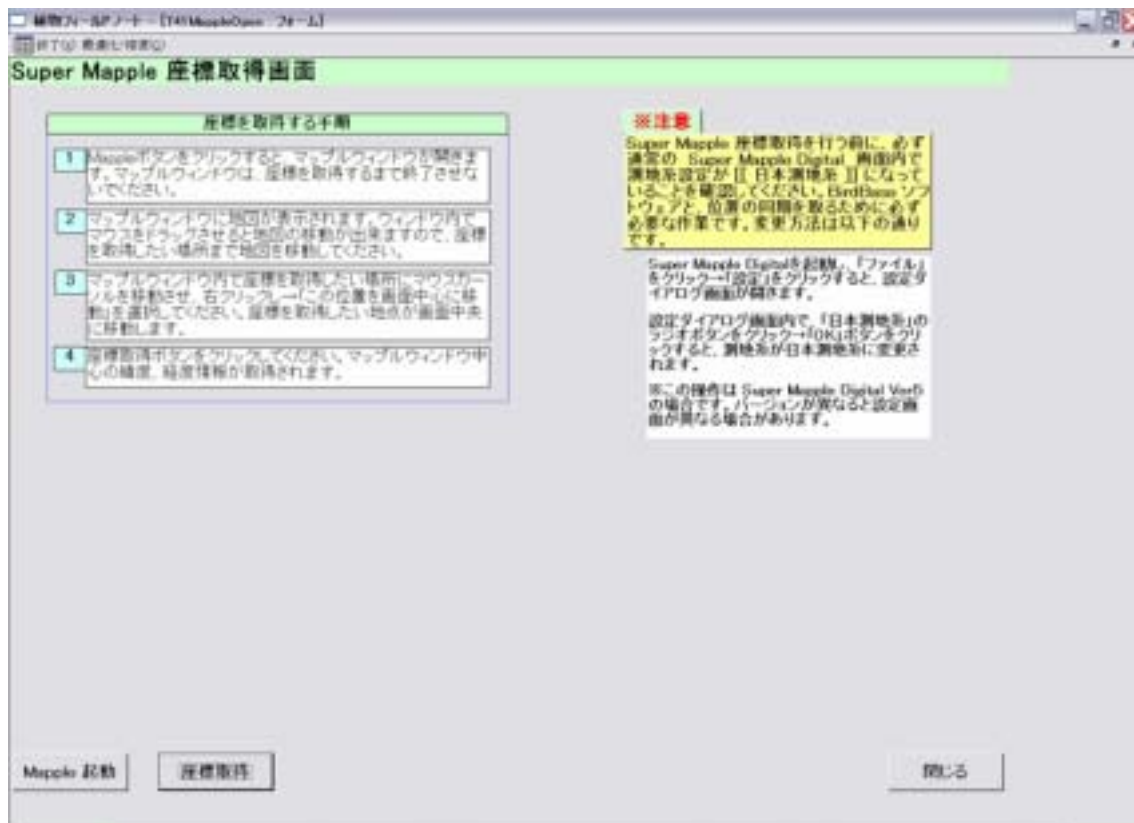 植物フィールドノート - [T41MappleOpen フォーム]
終了(X) 最適化・検索(C)
Super Mapple 座標取得画面
座標を取得する手順
1
Mappleボタンをクリックすると、マップルウィンドウが開きま
す。マップルウィンドウは、座標を取得するまで終了させな
いでください。
2
マップルウィンドウに地図が表示されます。ウィンドウ内で
マウスをドラッグさせると地図の移動が出来ますので、座標
を取得したい場所まで地図を移動してください。
3
マップルウィンドウ内で座標を取得したい場所にマウスカー
ソルを移動させ、右クリックし→「この位置を画面中心に移
動」を選択してください。座標を取得したい地点が画面中央
に移動します。
4
座標取得ボタンをクリックしてください。マップルウィンドウ中
心の緯度、経度情報が取得されます。
※注意
Super Mapple 座標取得を行う前に、必ず
通常の Super Mapple Digital 画面内で
測地系設定が [[ 日本測地系 ]] になって
いることを確認してください。BirdBase ソフ
トウェアと、位置の同期を取るために必ず
必要な作業です。変更方法は以下の通り
です。
Super Mapple Digitalを起動し、「ファイル」
をクリック→「設定」をクリックすると、設定ダ
イアログ画面が開きます。
設定ダイアログ画面内で、「日本測地系」の
ラジオボタンをクリック→「OK」ボタンをクリ
ックすると、測地系が日本測地系に変更さ
れます。
※この操作は Super Mapple Digital Ver5
の場合です。バージョンが異なると設定画
面が異なる場合があります。
Mapple 起動
座標取得
閉じる